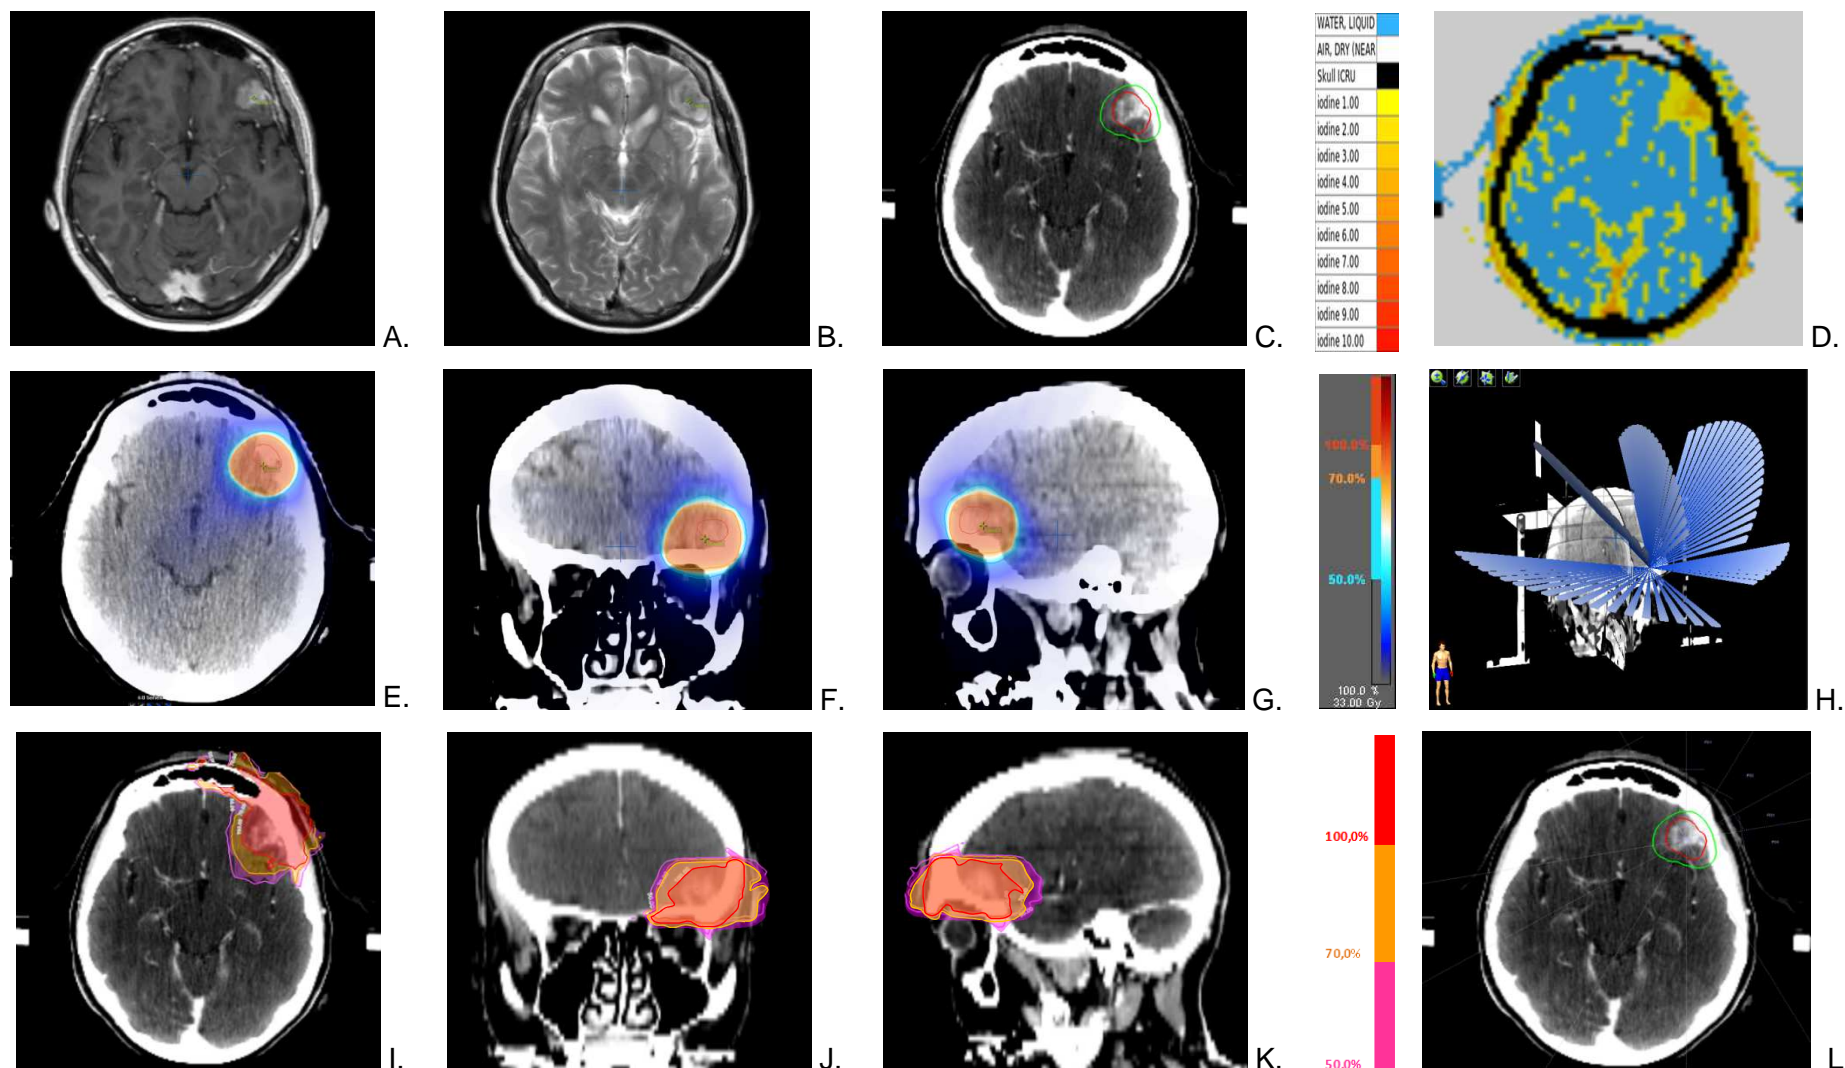 A.
B.
C.
WATER, LIQUID
AIR, DRY (NEAR
Skull ICRU
iodine 1.00
iodine 2.00
iodine 3.00
iodine 4.00
iodine 5.00
iodine 6.00
iodine 7.00
iodine 8.00
iodine 9.00
iodine 10.00
D.
E.
F.
G.
100.0%
70.0%
50.0%
100.0 %
33.00 Gy
H.
I.
J.
K.
100,0%
70,0%
50,0%
L